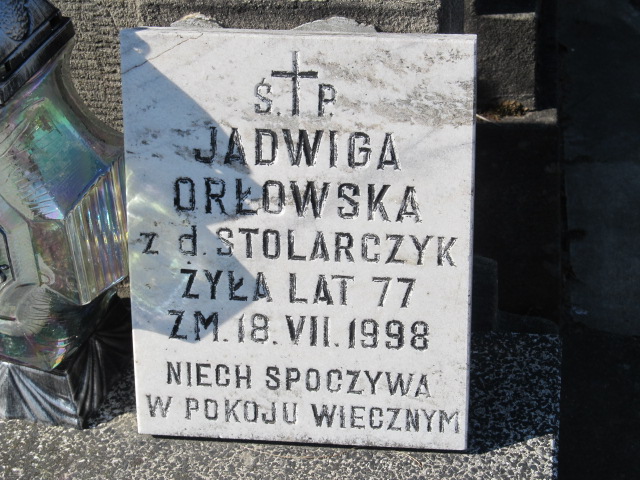 Ś. P.
JADWIGA
ORŁOWSKA
z d. STOLARCZYK
ŻYŁA LAT 77
ZM. 18. VII. 1998
NIECH SPOCZYWA
W POKOJU WIECZNYM